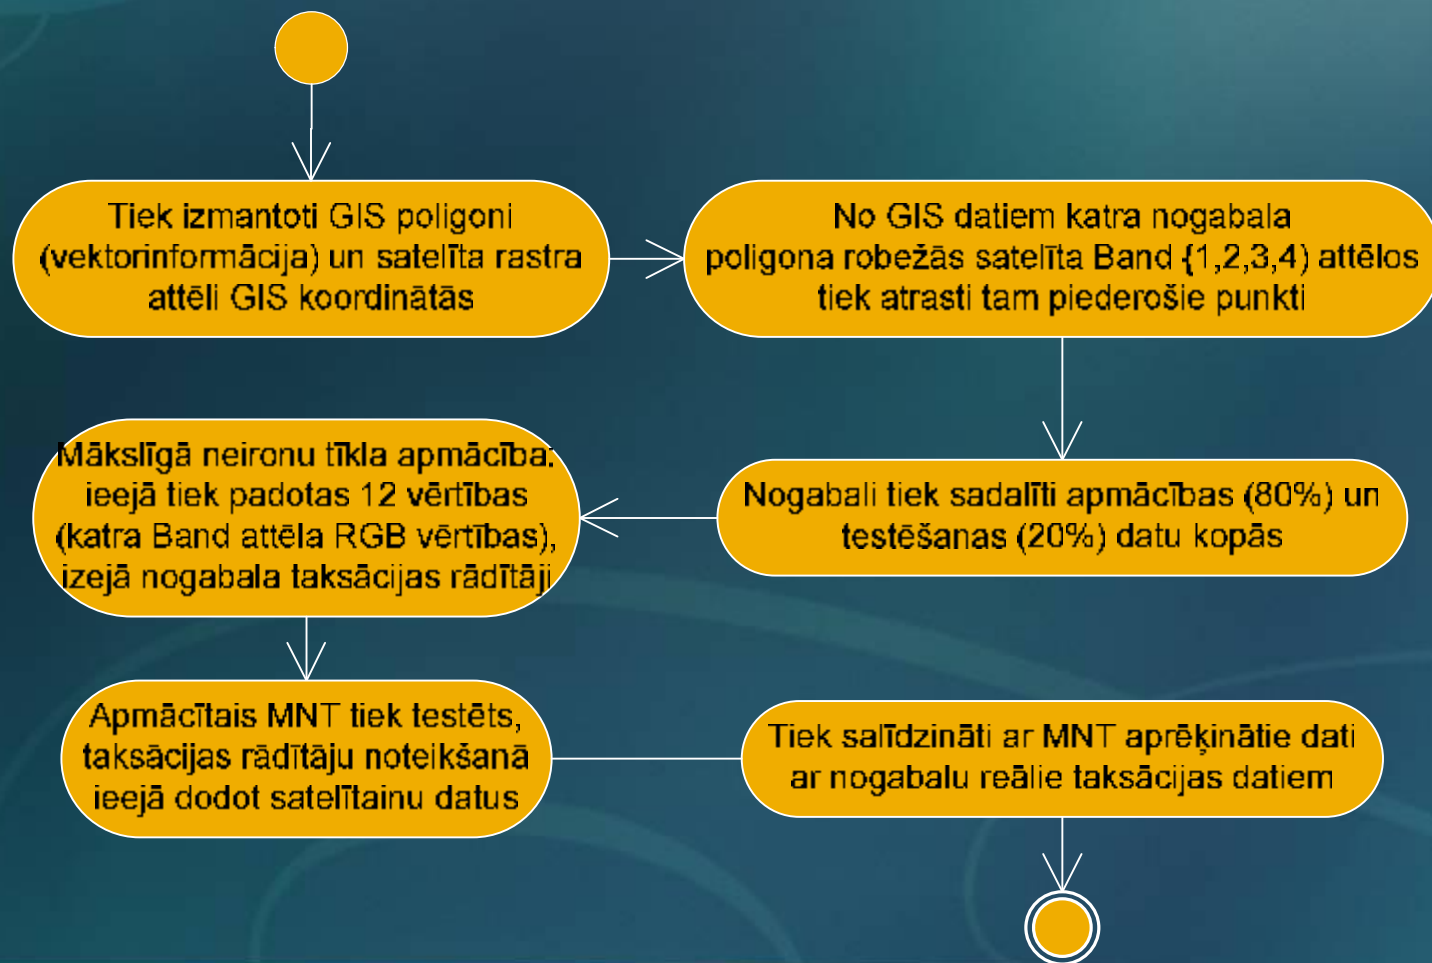 Tiek izmantoti GIS poligoni
(vektorinformācija) un satelīta rastra
attēli GIS koordinātās
No GIS datiem katra nogabala
poligona robežās satelīta Band {1,2,3,4) attēlos
tiek atrasti tam piederošie punkti
Nogabali tiek sadalīti apmācības (80%) un
testēšanas (20%) datu kopās
Mākslīgā neironu tīkla apmācība:
ieejā tiek padotas 12 vērtības
(katra Band attēla RGB vērtības),
izejā nogabala taksācijas rādītāji
Apmācītais MNT tiek testēts,
taksācijas rādītāju noteikšanā
ieejā dodot satelītainu datus
Tiek salīdzināti ar MNT aprēķinātie dati
ar nogabalu reālie taksācijas datiem